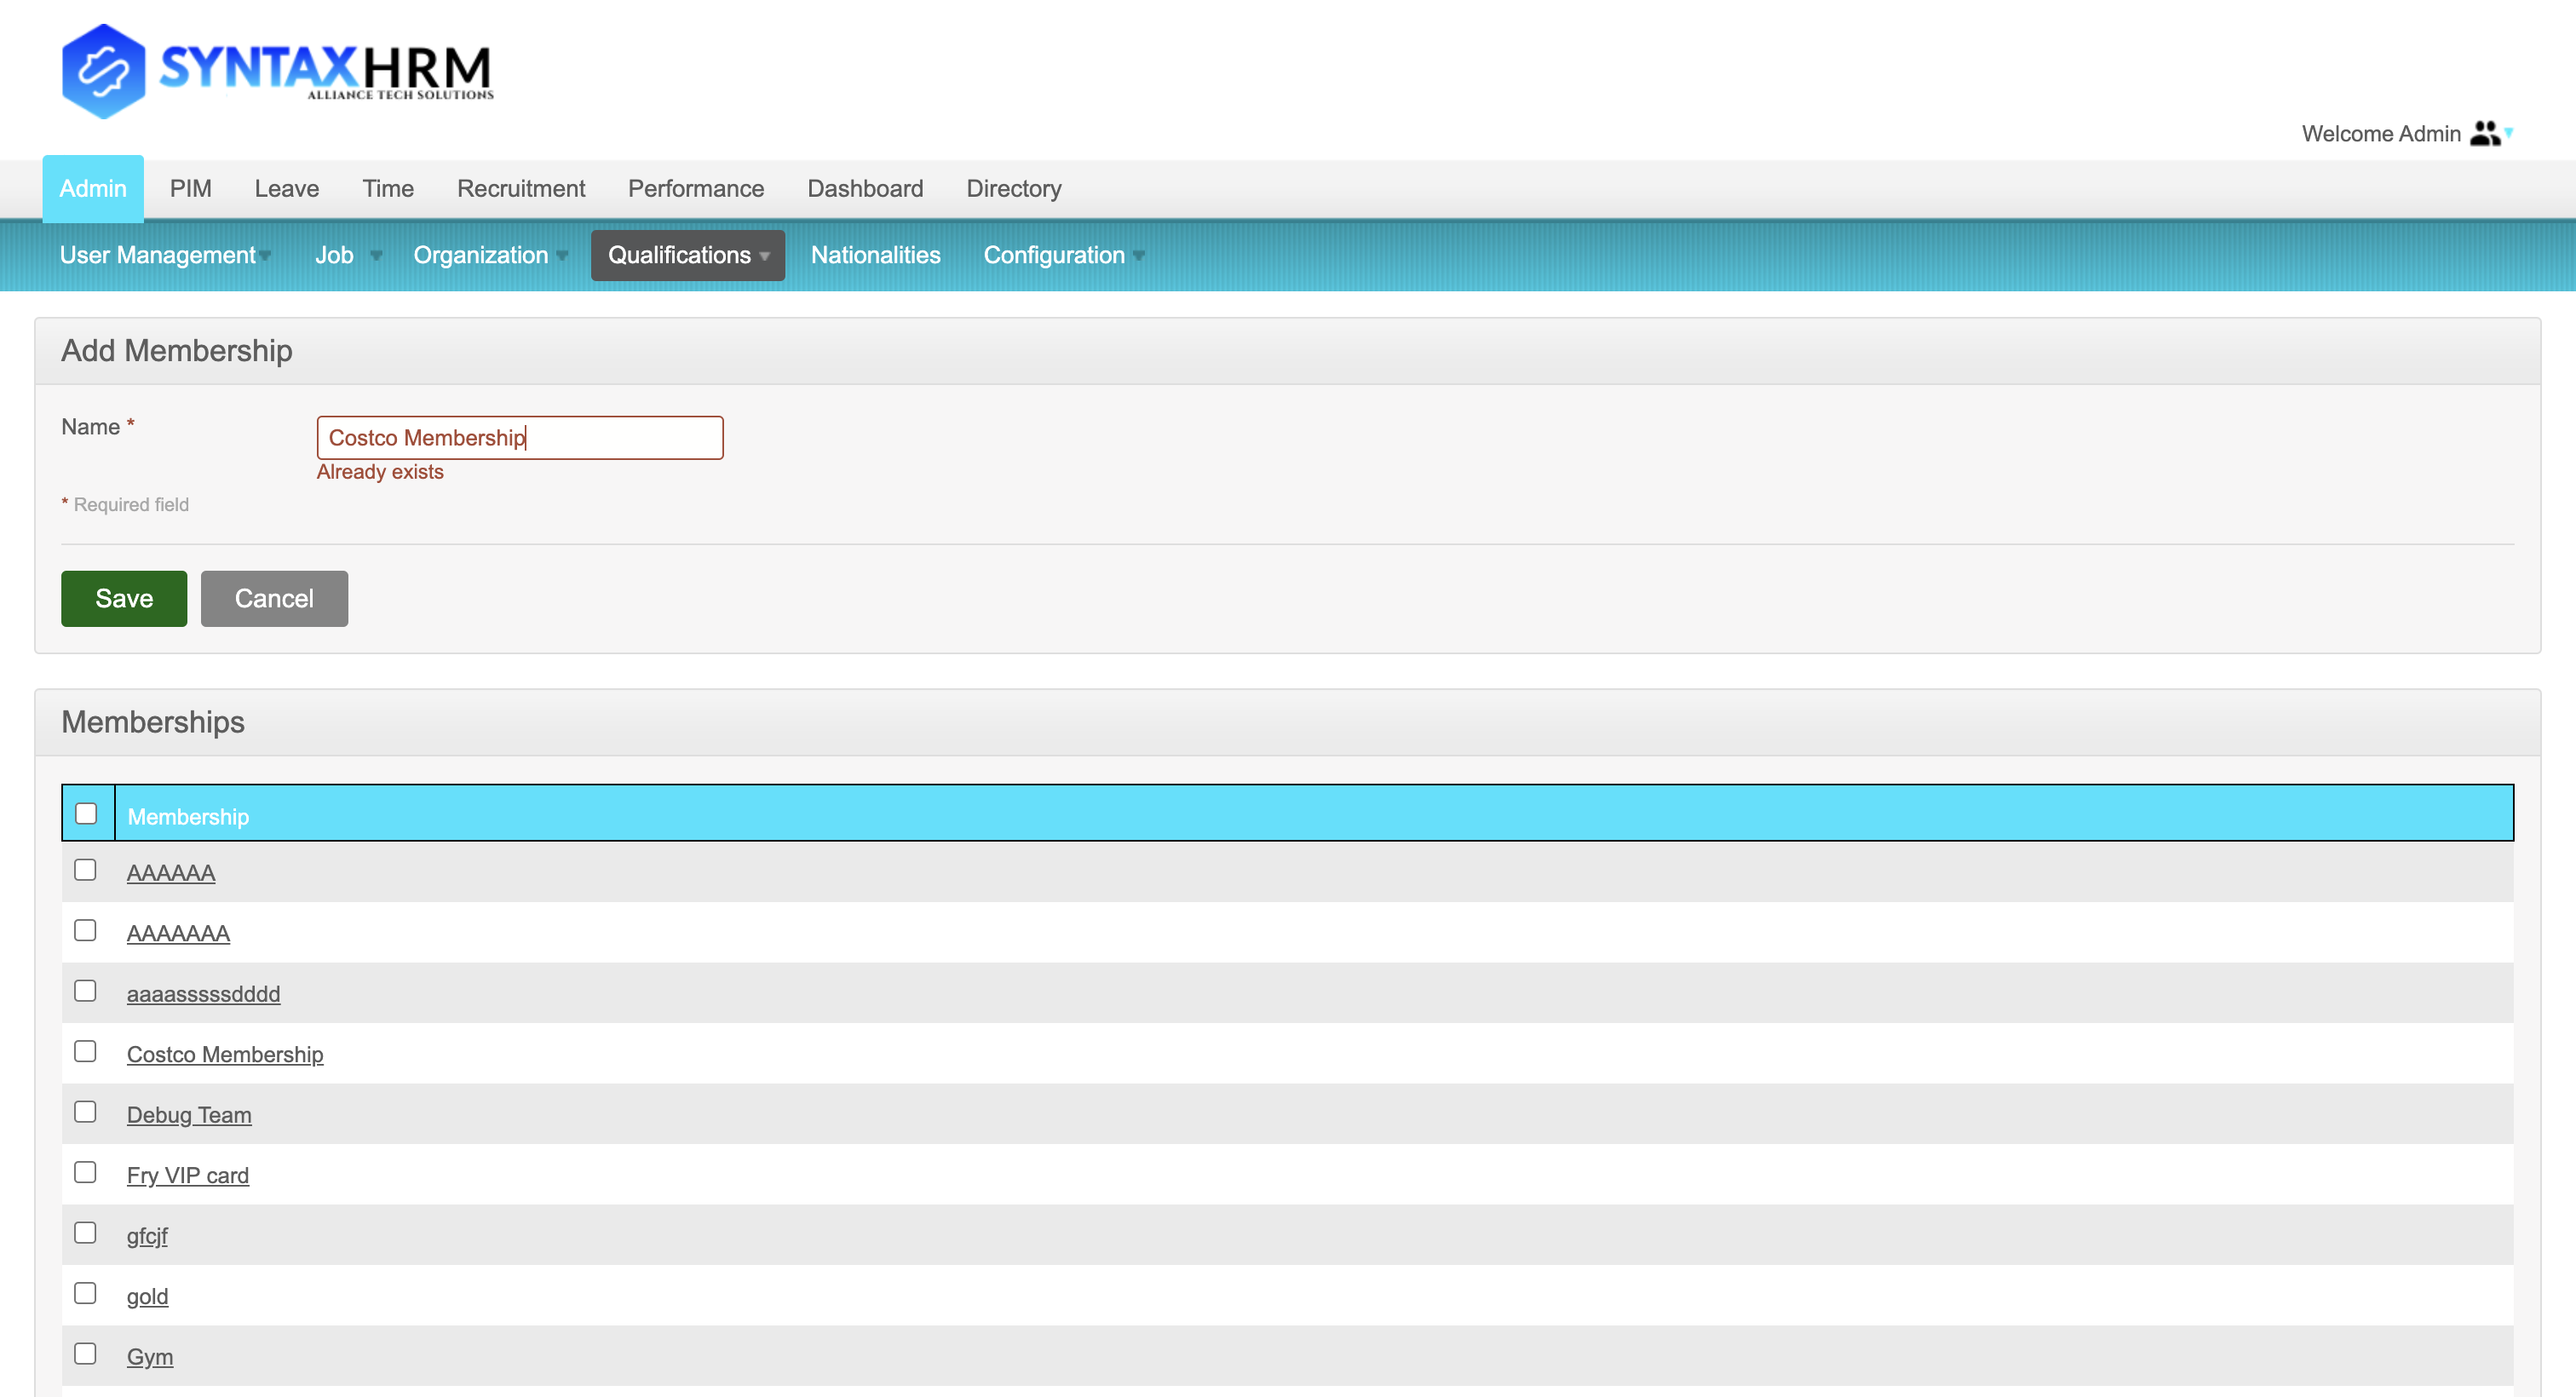 SYNTAXHRM
ALLIANCE TECH SOLUTIONS
Welcome Admin
Admin PIM Leave Time Recruitment Performance Dashboard Directory
User Management Job Organization Qualifications Nationalities Configuration
Add Membership
Name *
Costco Membership
Already exists
* Required field
Save Cancel
Memberships
Membership
AAAAAA
AAAAAAA
aaaasssssdddd
Costco Membership
Debug Team
Fry VIP card
gfcjf
gold
Gym